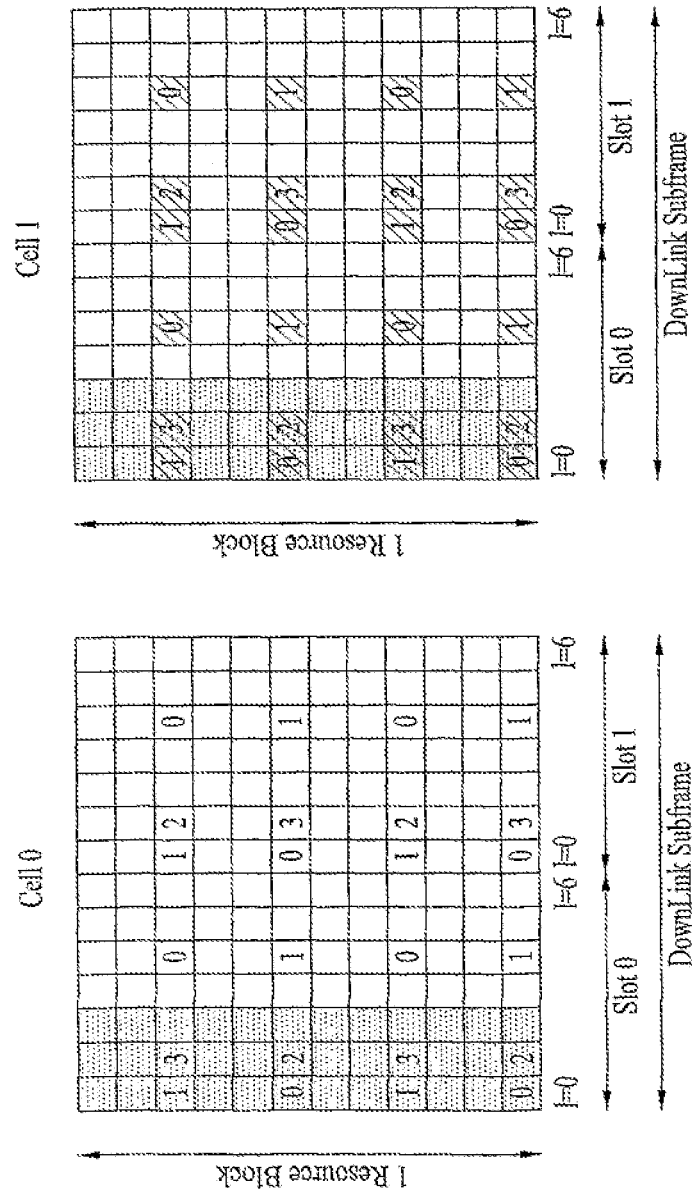 Cell 0
1 Resource Block
1 3 0 1 2 0
0 2 1 0 3 1
1 3 0 1 2 0
0 2 1 0 3 1
l=0 l=6 l=0 l=6
Slot 0 Slot 1
DownLink Subframe
Cell 1
1 Resource Block
1 3 0 1 2 0
0 2 1 0 3 1
1 3 0 1 2 0
0 2 1 0 3 1
l=0 l=6 l=0 l=6
Slot 0 Slot 1
DownLink Subframe